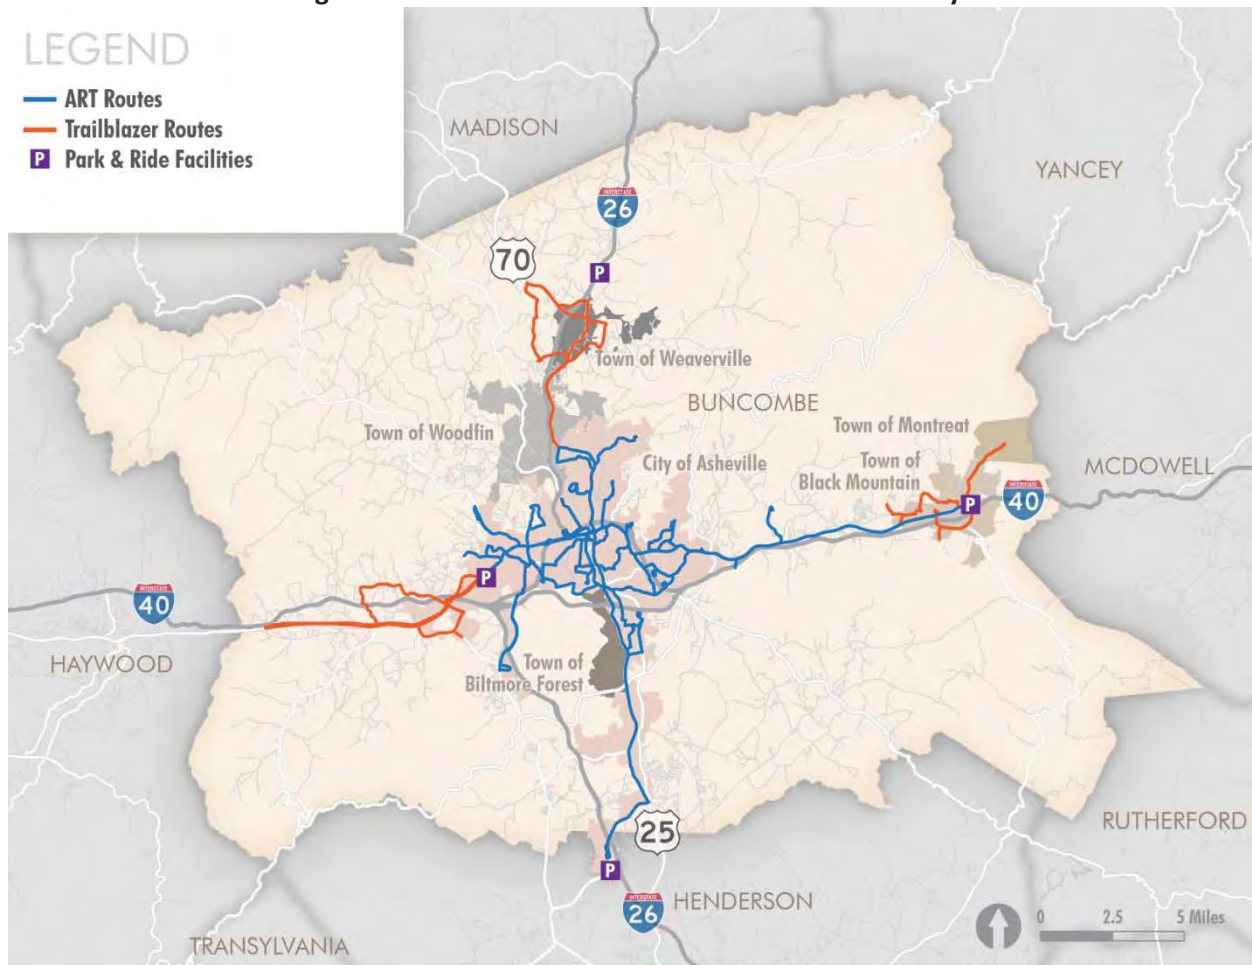 LEGEND
ART Routes
Trailblazer Routes
P Park & Ride Facilities
MADISON
YANCEY
INTERSTATE
26
70
P
Town of Weaverville
BUNCOMBE
Town of Woodfin
Town of Montreat
City of Asheville
Town of
Black Mountain
MCDOWELL
P
INTERSTATE
40
P
INTERSTATE
40
HAYWOOD
Town of
Biltmore Forest
RUTHERFORD
25
P
INTERSTATE
26
HENDERSON
TRANSYLVANIA
0 2.5 5 Miles